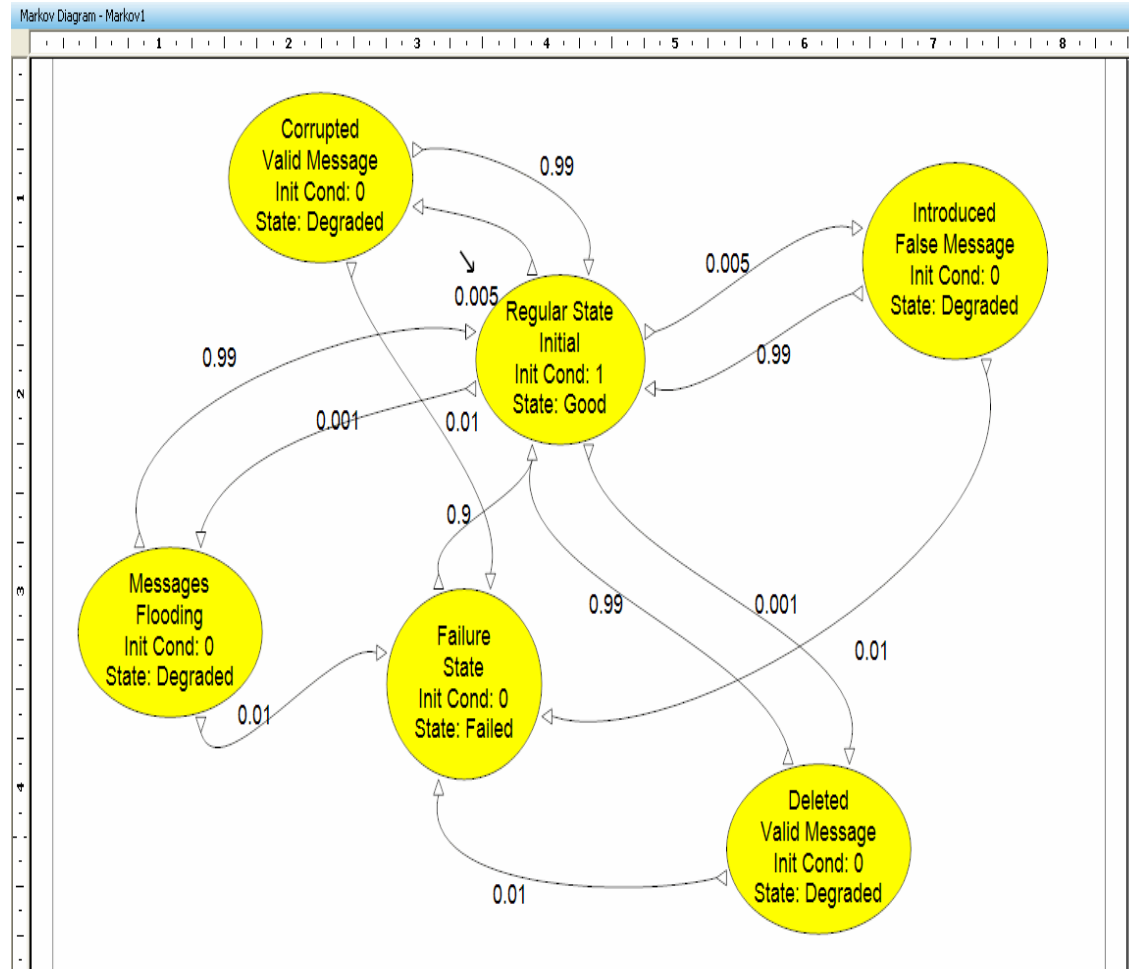 Markov Diagram - Markov1
1 2 3 4 5 6 7 8
1
2
3
4
Corrupted
Valid Message
Init Cond: 0
State: Degraded
0.99
Introduced
False Message
Init Cond: 0
State: Degraded
0.005
0.005
Regular State
Initial
Init Cond: 1
State: Good
0.99
0.99
0.001
0.01
0.9
Messages
Flooding
Init Cond: 0
State: Degraded
0.99
0.001
0.01
Failure
State
Init Cond: 0
State: Failed
0.01
Deleted
Valid Message
Init Cond: 0
State: Degraded
0.01